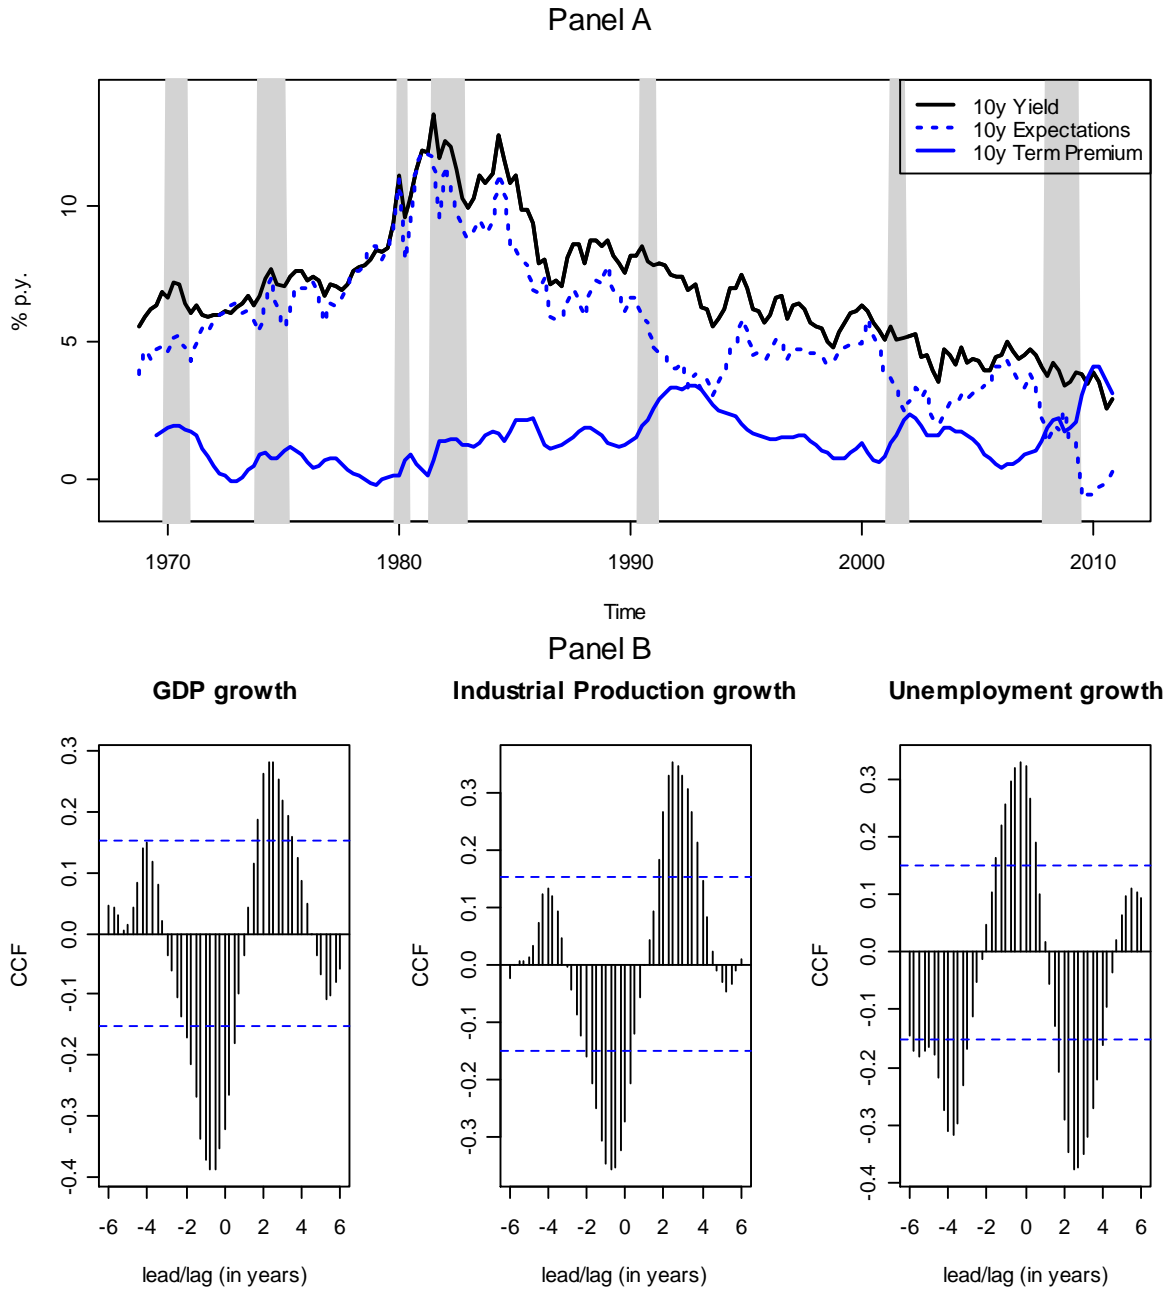 Panel A
10y Yield
10y Expectations
10y Term Premium
% p.y.
10
5
0
1970 1980 1990 2000 2010
Time
Panel B
GDP growth
CCF
0.3
0.2
0.1
0.0
-0.1
-0.2
-0.3
-0.4
-6 -4 -2 0 2 4 6
lead/lag (in years)
Industrial Production growth
CCF
0.3
0.2
0.1
0.0
-0.1
-0.2
-0.3
-6 -4 -2 0 2 4 6
lead/lag (in years)
Unemployment growth
CCF
0.3
0.2
0.1
0.0
-0.1
-0.2
-0.3
-0.4
-6 -4 -2 0 2 4 6
lead/lag (in years)